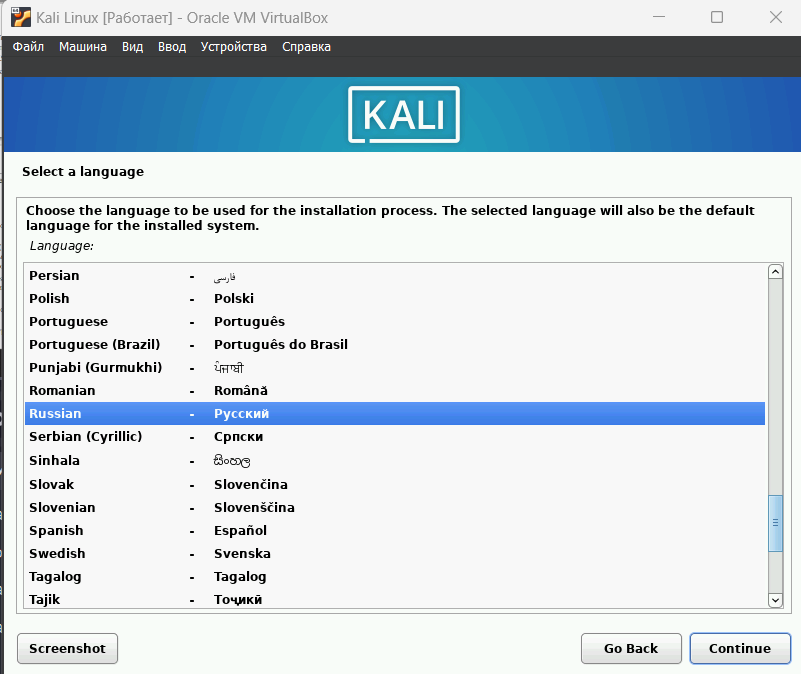 Kali Linux [Работает] - Oracle VM VirtualBox
Файл Машина Вид Ввод Устройства Справка
KALI
Select a language
Choose the language to be used for the installation process. The selected language will also be the default
language for the installed system.
Language:
Persian - فارسی
Polish - Polski
Portuguese - Português
Portuguese (Brazil) - Português do Brasil
Punjabi (Gurmukhi) - ਪੰਜਾਬੀ
Romanian - Română
Russian - Русский
Serbian (Cyrillic) - Српски
Sinhala - සිංහල
Slovak - Slovenčina
Slovenian - Slovenščina
Spanish - Español
Swedish - Svenska
Tagalog - Tagalog
Tajik - Тоҷикӣ
Screenshot Go Back Continue